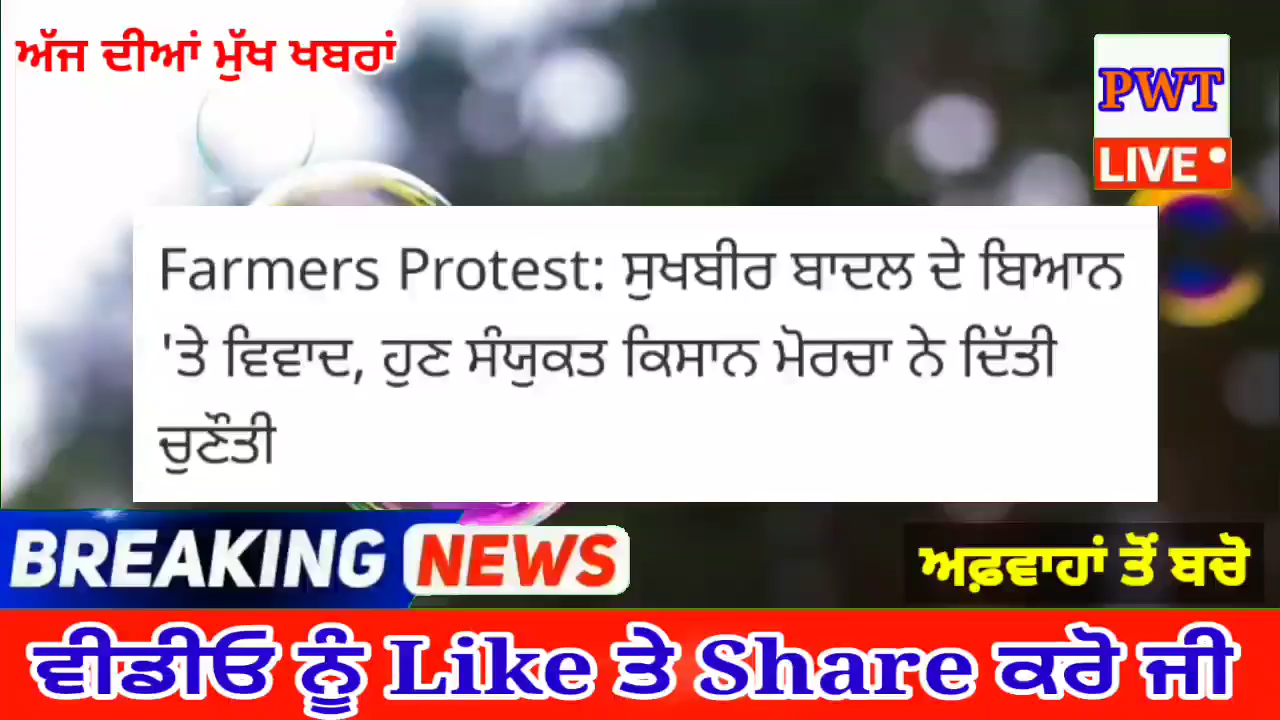 ਅੱਜ ਦੀਆਂ ਮੁੱਖ ਖਬਰਾਂ
PWT
LIVE
Farmers Protest: ਸੁਖਬੀਰ ਬਾਦਲ ਦੇ ਬਿਆਨ
'ਤੇ ਵਿਵਾਦ, ਹੁਣ ਸੰਯੁਕਤ ਕਿਸਾਨ ਮੋਰਚਾ ਨੇ ਦਿੱਤੀ
ਚੁਣੌਤੀ
BREAKING NEWS
ਅਫ਼ਵਾਹਾਂ ਤੋਂ ਬਚੋ
ਵੀਡੀਓ ਨੂੰ Like ਤੇ Share ਕਰੋ ਜੀ